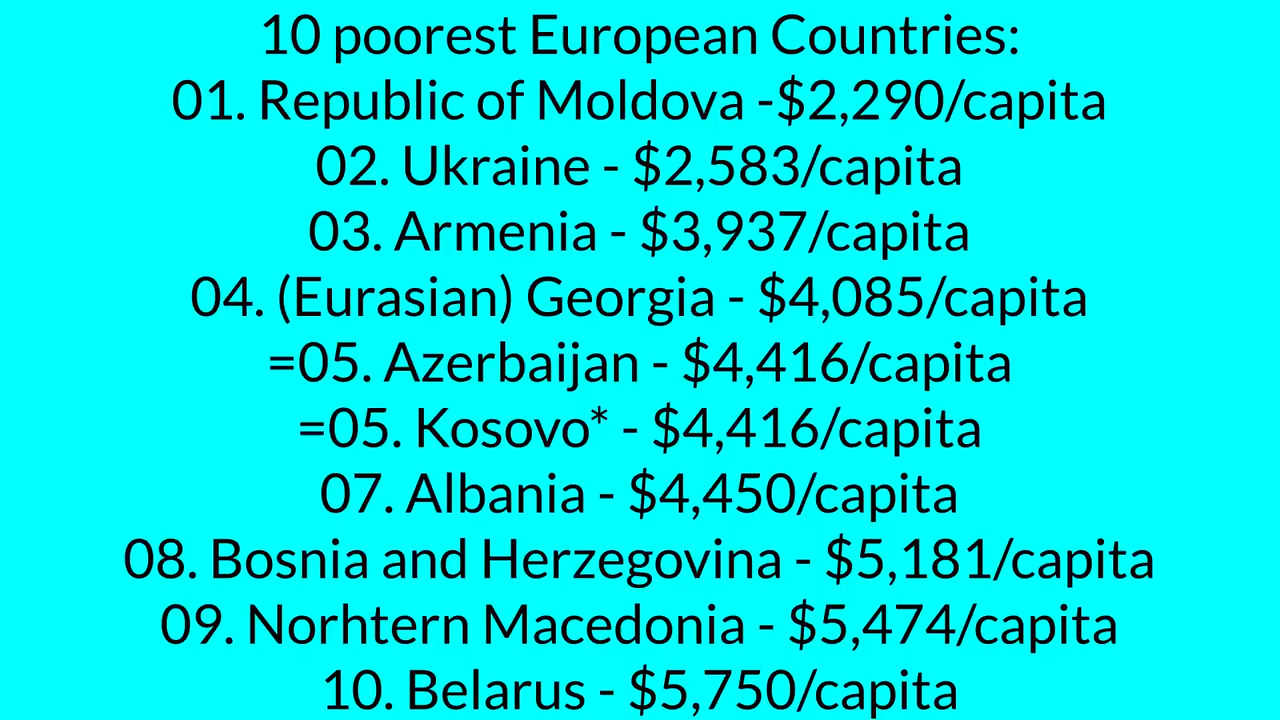 10 poorest European Countries:
01. Republic of Moldova -$2,290/capita
02. Ukraine - $2,583/capita
03. Armenia - $3,937/capita
04. (Eurasian) Georgia - $4,085/capita
=05. Azerbaijan - $4,416/capita
=05. Kosovo* - $4,416/capita
07. Albania - $4,450/capita
08. Bosnia and Herzegovina - $5,181/capita
09. Norhtern Macedonia - $5,474/capita
10. Belarus - $5,750/capita